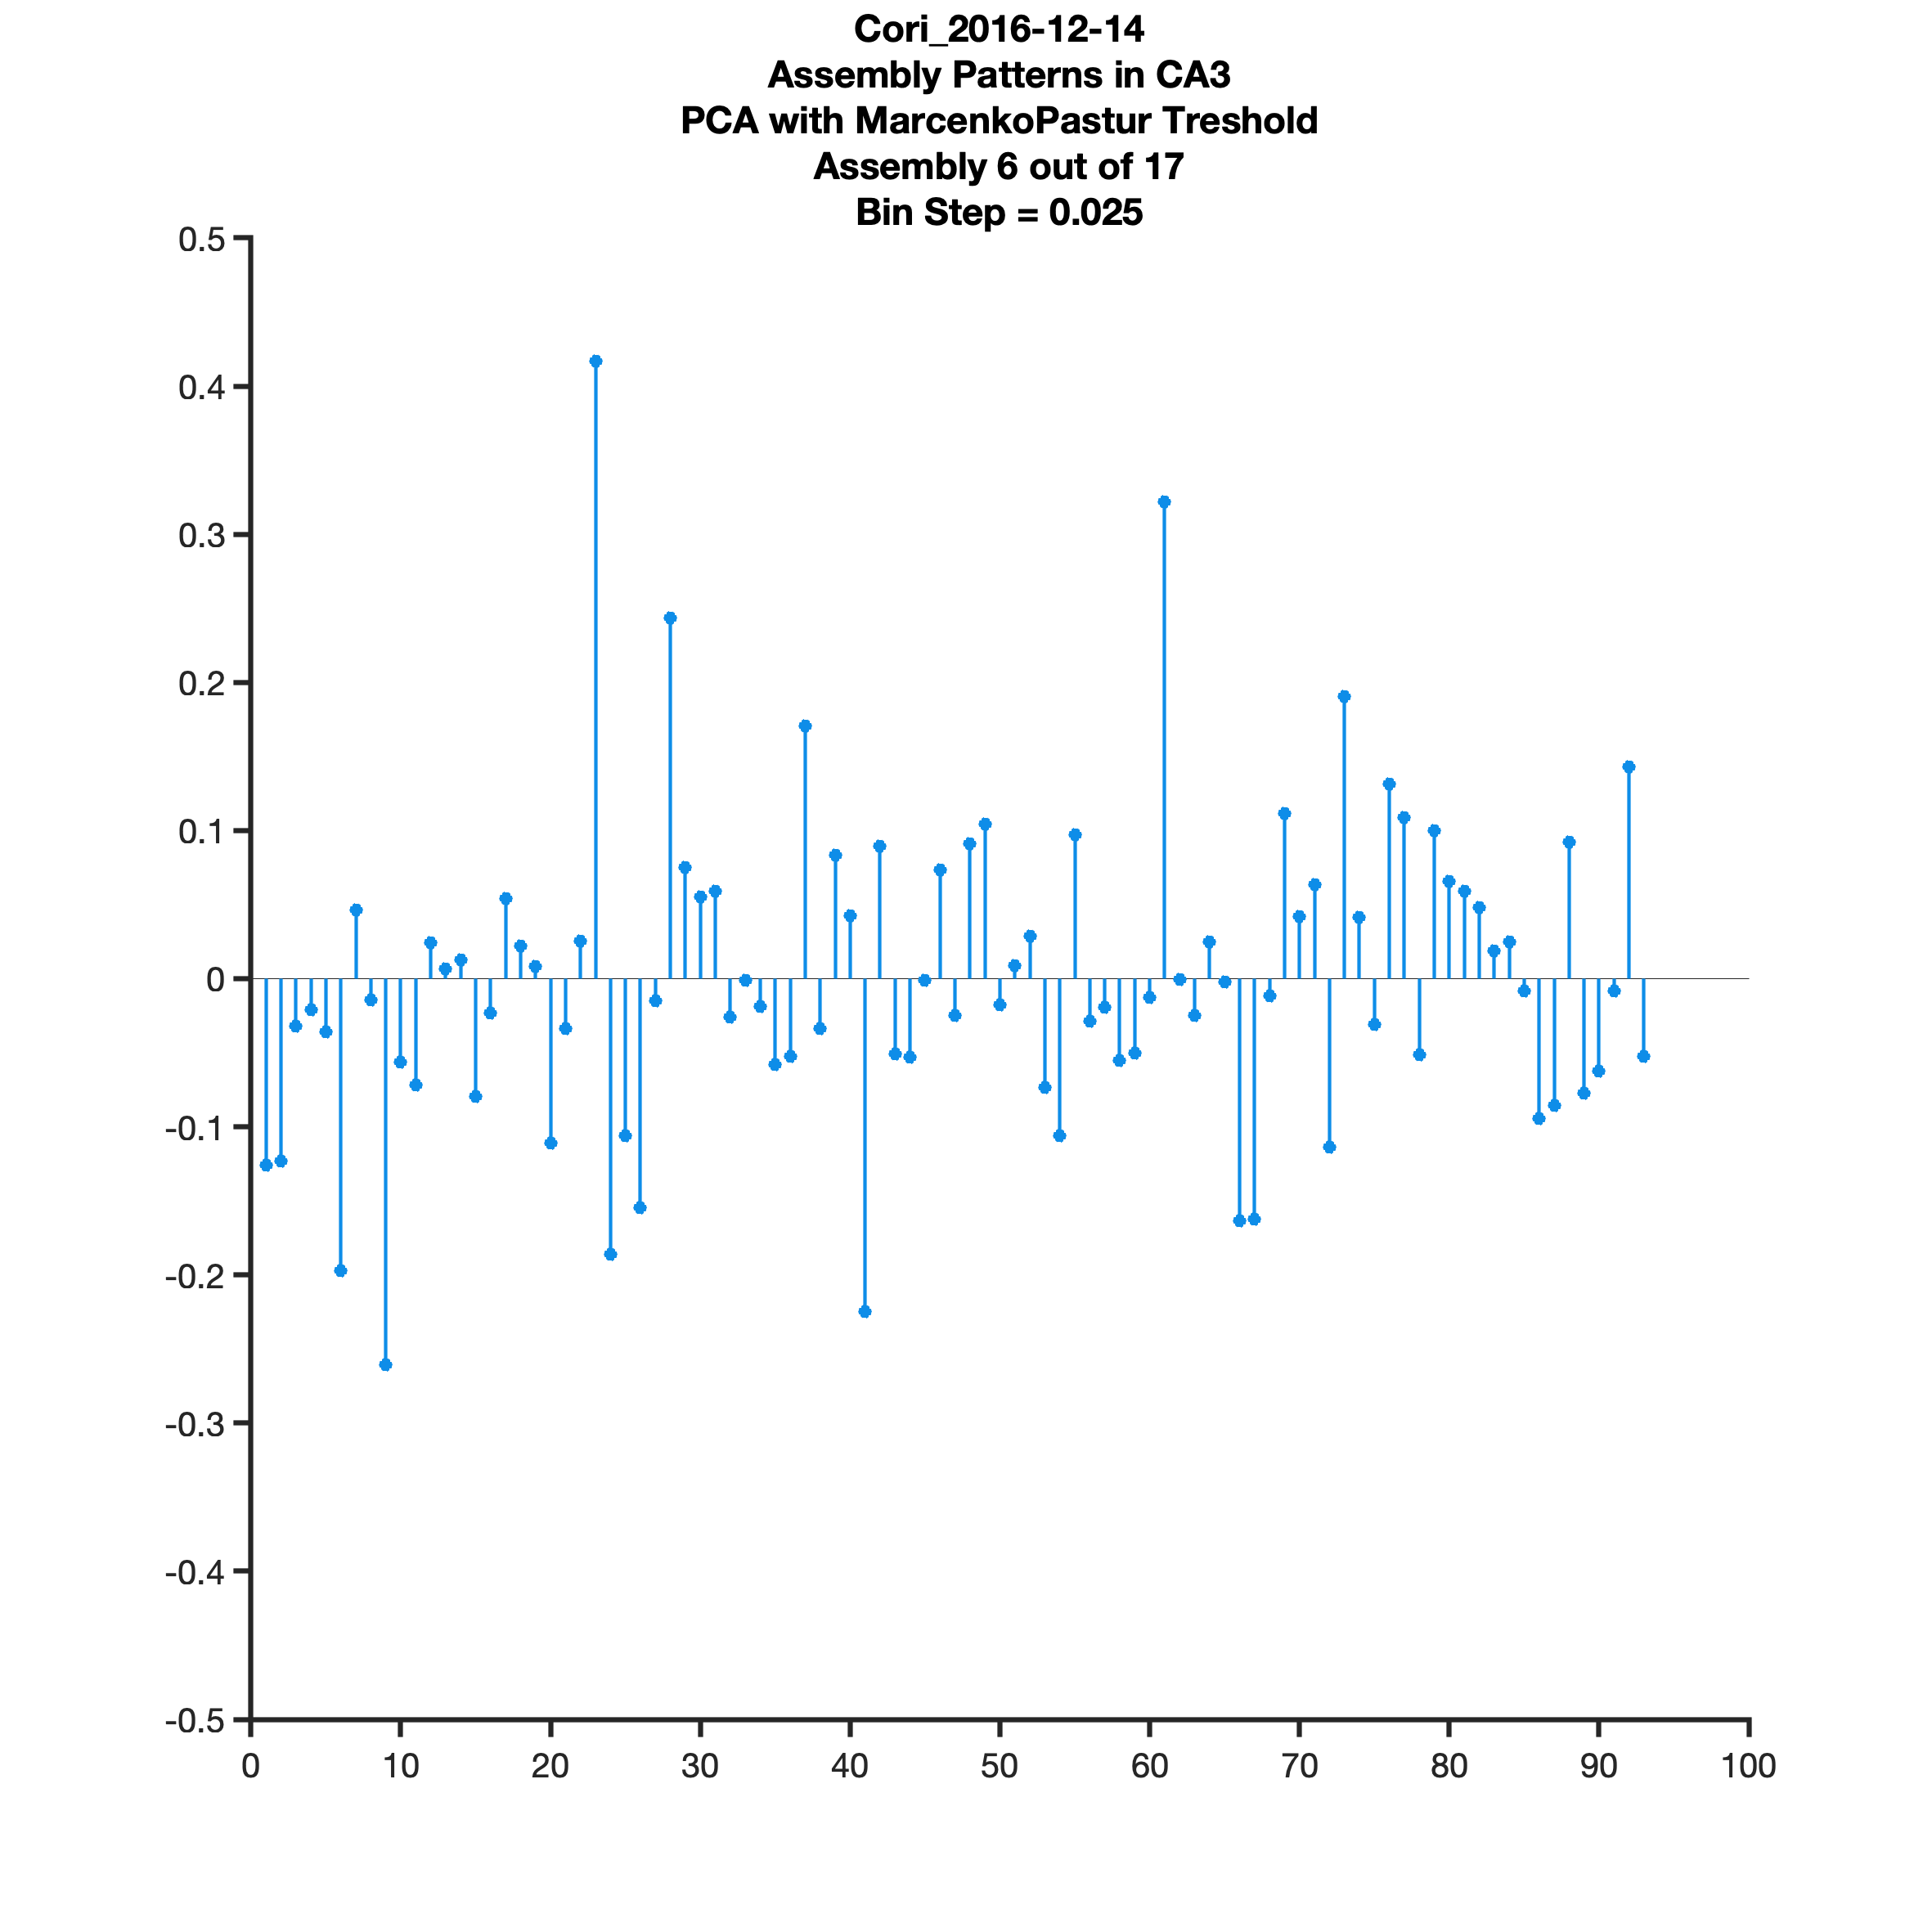 Cori_2016-12-14
Assembly Patterns in CA3
PCA with MarcenkoPastur Treshold
Assembly 6 out of 17
Bin Step = 0.025
0.5
0.4
0.3
0.2
0.1
0
-0.1
-0.2
-0.3
-0.4
-0.5
0 10 20 30 40 50 60 70 80 90 100